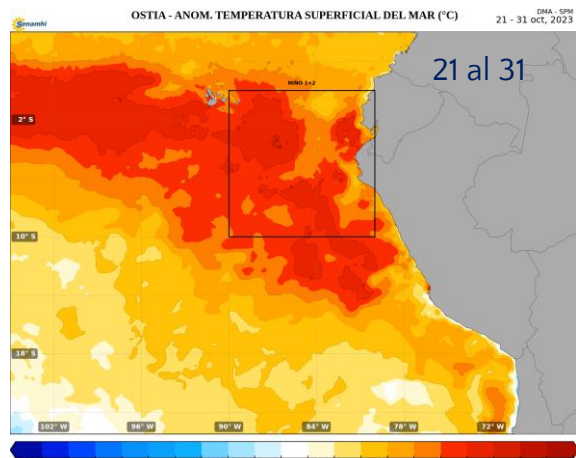 Senamhi
OSTIA - ANOM. TEMPERATURA SUPERFICIAL DEL MAR (°C)
DMA - SPM
21 - 31 oct, 2023
21 al 31
NIÑO 1+2
2° S
10° S
18° S
102° W
96° W
90° W
84° W
78° W
72° W